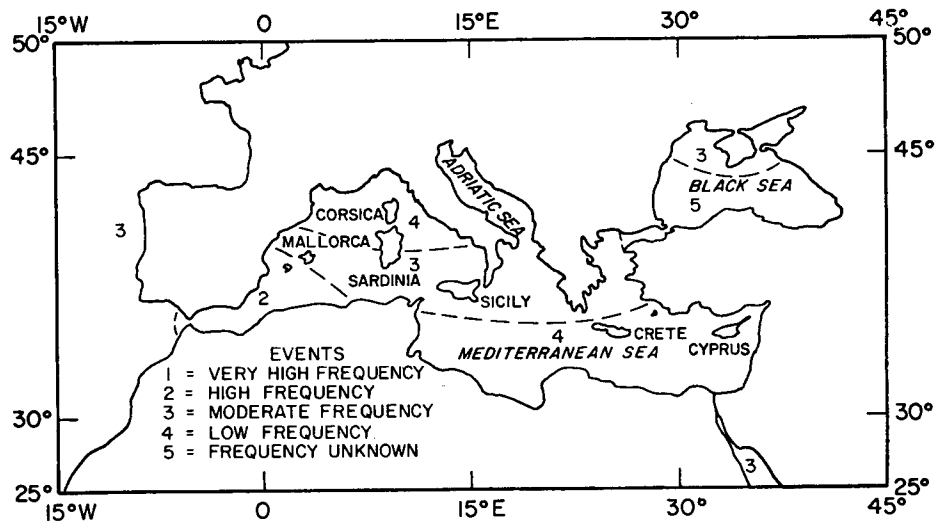 15°W 0 15°E 30° 45°
50° 50°
45° 45°
3
ADRIATIC SEA
BLACK SEA
5
3
CORSICA
4
MALLORCA
3
SARDINIA
2
SICILY
4
CRETE
MEDITERRANEAN SEA
CYPRUS
EVENTS
1 = VERY HIGH FREQUENCY
2 = HIGH FREQUENCY
3 = MODERATE FREQUENCY
4 = LOW FREQUENCY
5 = FREQUENCY UNKNOWN
30° 30°
3
25° 25°
15°W 0 15°E 30° 45°